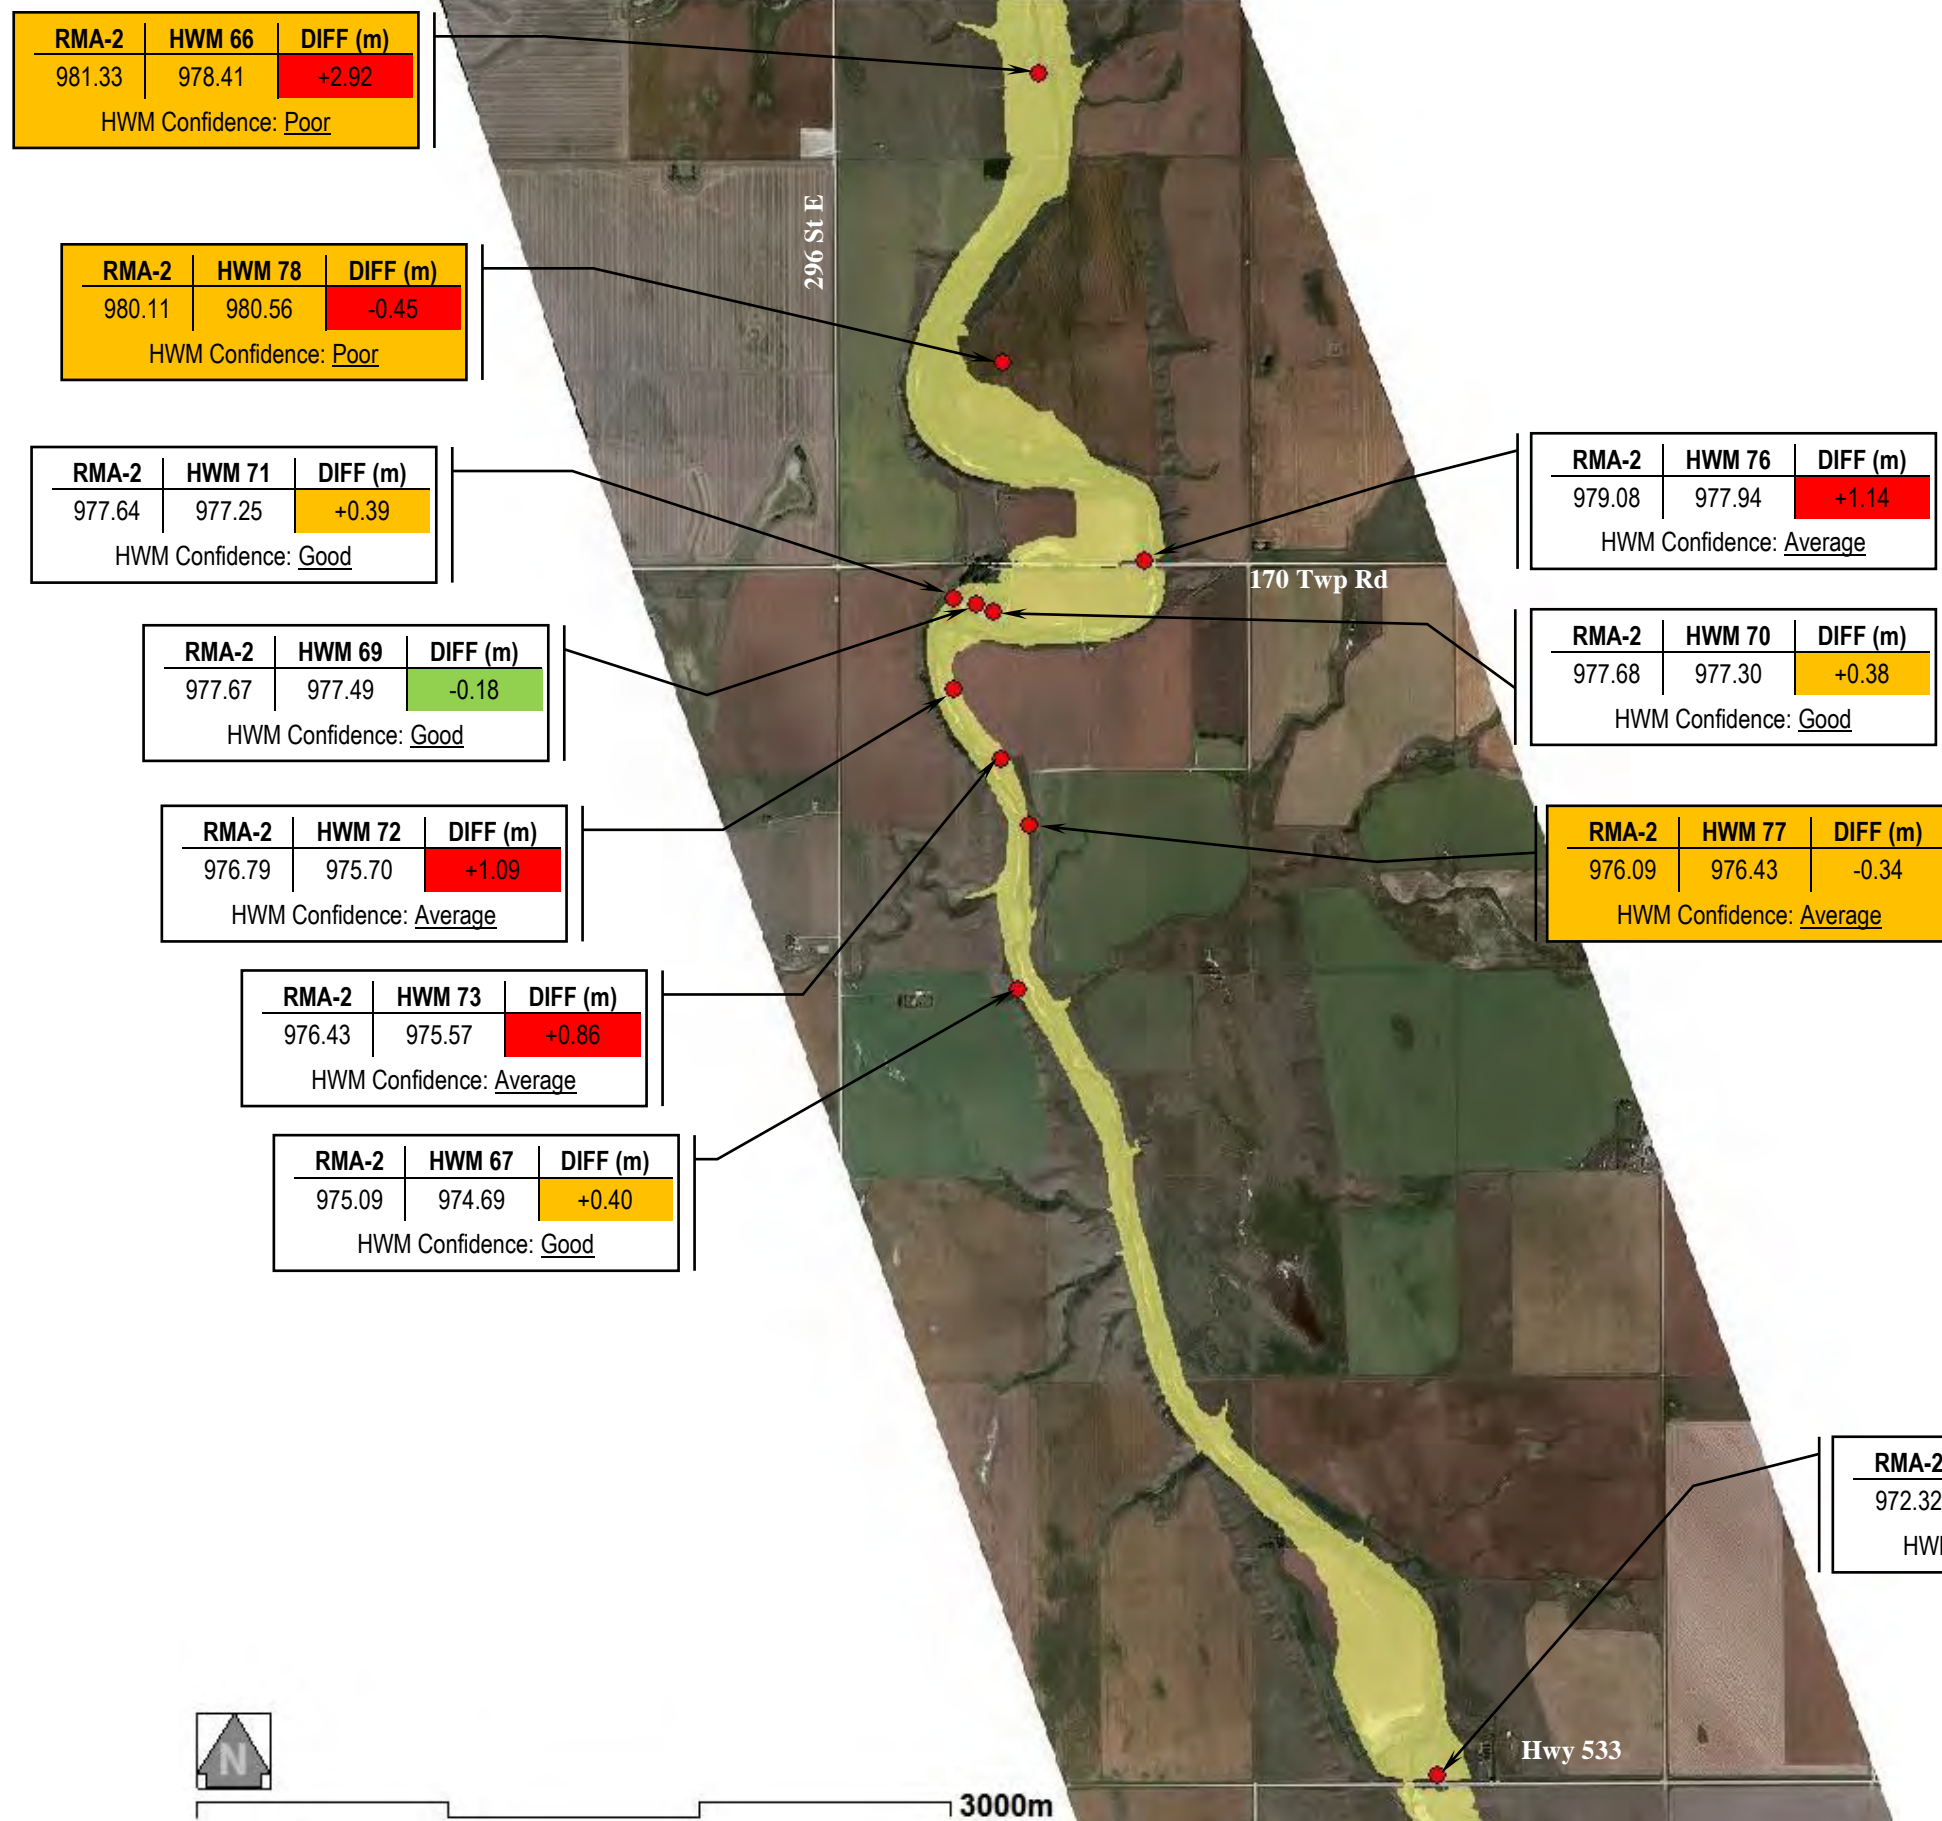 RMA-2 HWM 66 DIFF (m)
981.33 978.41 +2.92
HWM Confidence: Poor
296 St E
RMA-2 HWM 78 DIFF (m)
980.11 980.56 -0.45
HWM Confidence: Poor
RMA-2 HWM 71 DIFF (m)
977.64 977.25 +0.39
HWM Confidence: Good
RMA-2 HWM 76 DIFF (m)
979.08 977.94 +1.14
HWM Confidence: Average
170 Twp Rd
RMA-2 HWM 69 DIFF (m)
977.67 977.49 -0.18
HWM Confidence: Good
RMA-2 HWM 70 DIFF (m)
977.68 977.30 +0.38
HWM Confidence: Good
RMA-2 HWM 72 DIFF (m)
976.79 975.70 +1.09
HWM Confidence: Average
RMA-2 HWM 77 DIFF (m)
976.09 976.43 -0.34
HWM Confidence: Average
RMA-2 HWM 73 DIFF (m)
976.43 975.57 +0.86
HWM Confidence: Average
RMA-2 HWM 67 DIFF (m)
975.09 974.69 +0.40
HWM Confidence: Good
RMA-2
972.32
Hwy 533
N
3000m